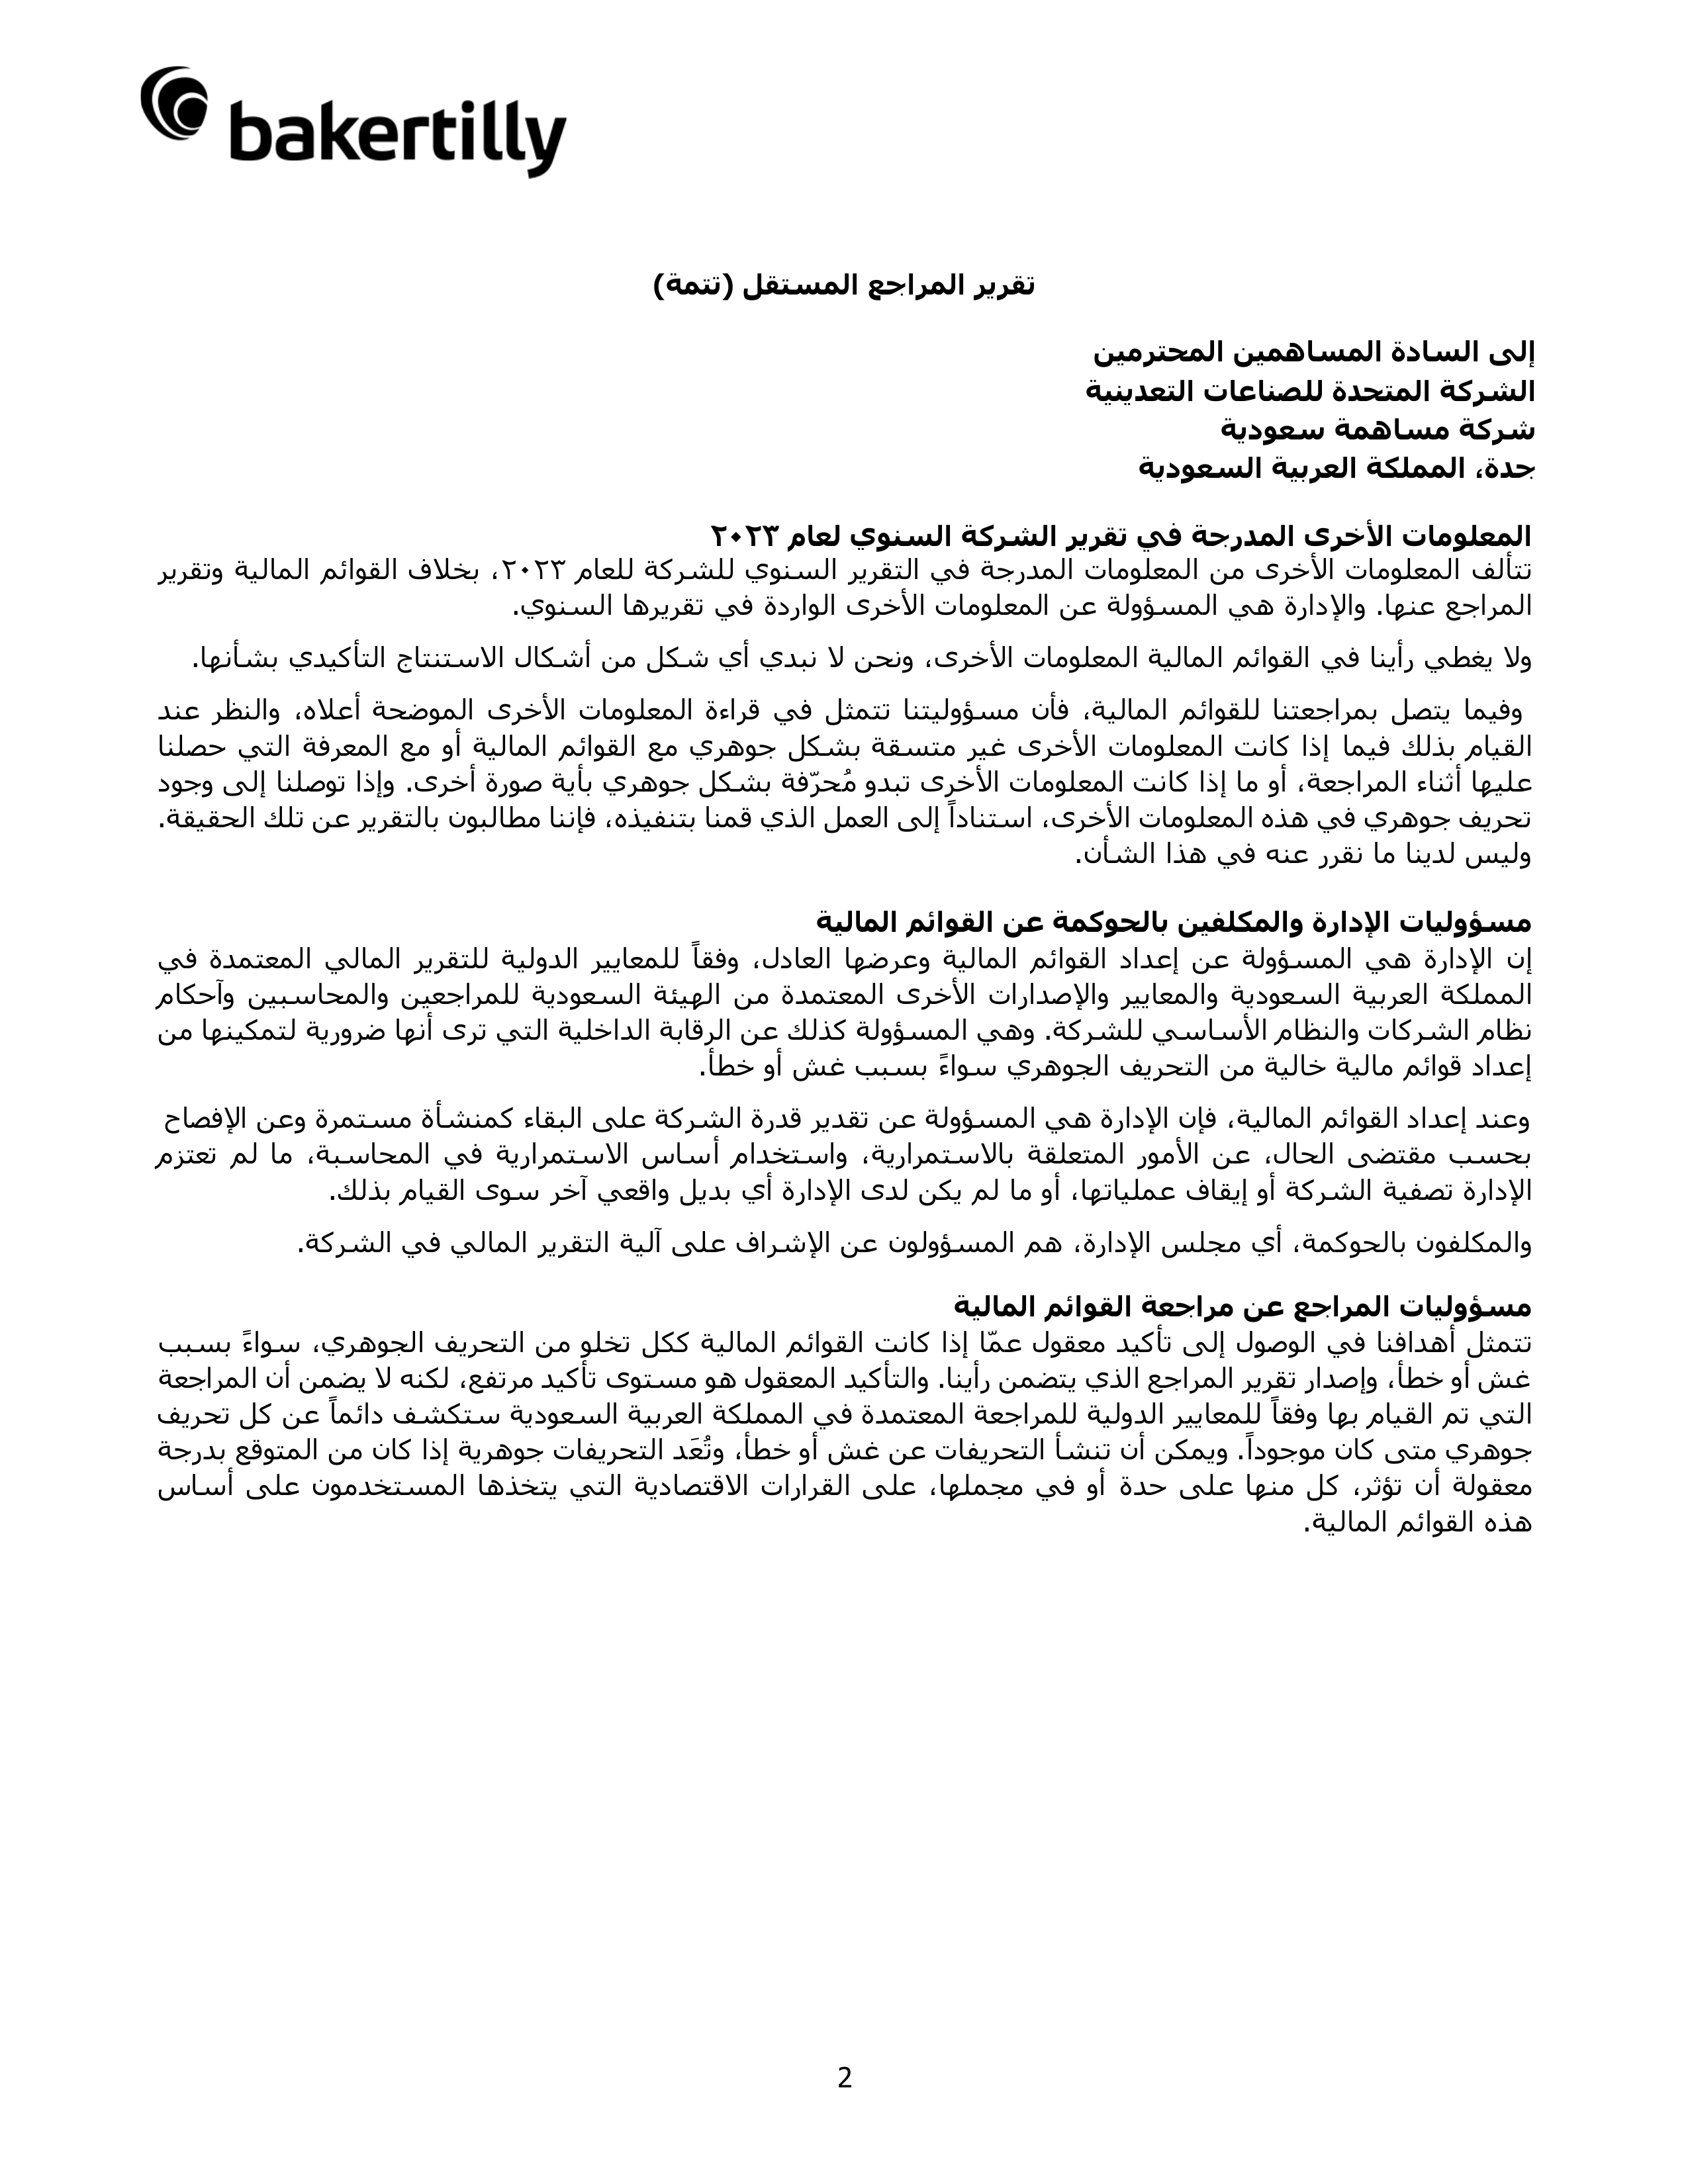 bakertilly
تقرير المراجع المستقل (تتمة)
إلى السادة المساهمين المحترمين
الشركة المتحدة للصناعات التعدينية
شركة مساهمة سعودية
جدة، المملكة العربية السعودية
المعلومات الأخرى المدرجة في تقرير الشركة السنوي لعام ٢٠٢٣
تتألف المعلومات الأخرى من المعلومات المدرجة في التقرير السنوي للشركة للعام ٢٠٢٣، بخلاف القوائم المالية وتقرير
المراجع عنها. والإدارة هي المسؤولة عن المعلومات الأخرى الواردة في تقريرها السنوي.
ولا يغطي رأينا في القوائم المالية المعلومات الأخرى، ونحن لا نبدي أي شكل من أشكال الاستنتاج التأكيدي بشأنها.
وفيما يتصل بمراجعتنا للقوائم المالية، فأن مسؤوليتنا تتمثل في قراءة المعلومات الأخرى الموضحة أعلاه، والنظر عند
القيام بذلك فيما إذا كانت المعلومات الأخرى غير متسقة بشكل جوهري مع القوائم المالية أو مع المعرفة التي حصلنا
عليها أثناء المراجعة، أو ما إذا كانت المعلومات الأخرى تبدو مُحرّفة بشكل جوهري بأية صورة أخرى. وإذا توصلنا إلى وجود
تحريف جوهري في هذه المعلومات الأخرى، استناداً إلى العمل الذي قمنا بتنفيذه، فإننا مطالبون بالتقرير عن تلك الحقيقة.
وليس لدينا ما نقرر عنه في هذا الشأن.
مسؤوليات الإدارة والمكلفين بالحوكمة عن القوائم المالية
إن الإدارة هي المسؤولة عن إعداد القوائم المالية وعرضها العادل، وفقاً للمعايير الدولية للتقرير المالي المعتمدة في
المملكة العربية السعودية والمعايير والإصدارات الأخرى المعتمدة من الهيئة السعودية للمراجعين والمحاسبين وآحكام
نظام الشركات والنظام الأساسي للشركة. وهي المسؤولة كذلك عن الرقابة الداخلية التي ترى أنها ضرورية لتمكينها من
إعداد قوائم مالية خالية من التحريف الجوهري سواءً بسبب غش أو خطأ.
وعند إعداد القوائم المالية، فإن الإدارة هي المسؤولة عن تقدير قدرة الشركة على البقاء كمنشأة مستمرة وعن الإفصاح
بحسب مقتضى الحال، عن الأمور المتعلقة بالاستمرارية، واستخدام أساس الاستمرارية في المحاسبة، ما لم تعتزم
الإدارة تصفية الشركة أو إيقاف عملياتها، أو ما لم يكن لدى الإدارة أي بديل واقعي آخر سوى القيام بذلك.
والمكلفون بالحوكمة، أي مجلس الإدارة، هم المسؤولون عن الإشراف على آلية التقرير المالي في الشركة.
مسؤوليات المراجع عن مراجعة القوائم المالية
تتمثل أهدافنا في الوصول إلى تأكيد معقول عمّا إذا كانت القوائم المالية ككل تخلو من التحريف الجوهري، سواءً بسبب
غش أو خطأ، وإصدار تقرير المراجع الذي يتضمن رأينا. والتأكيد المعقول هو مستوى تأكيد مرتفع، لكنه لا يضمن أن المراجعة
التي تم القيام بها وفقاً للمعايير الدولية للمراجعة المعتمدة في المملكة العربية السعودية ستكشف دائماً عن كل تحريف
جوهري متى كان موجوداً. ويمكن أن تنشأ التحريفات عن غش أو خطأ، وتُعَد التحريفات جوهرية إذا كان من المتوقع بدرجة
معقولة أن تؤثر، كل منها على حدة أو في مجملها، على القرارات الاقتصادية التي يتخذها المستخدمون على أساس
هذه القوائم المالية.
2